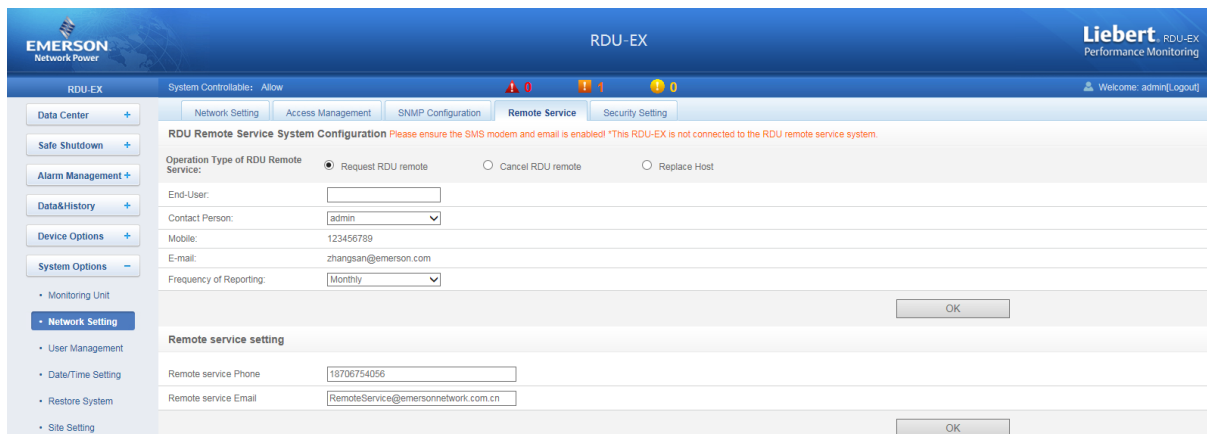 EMERSON
Network Power
RDU-EX
Liebert. RDU-EX
Performance Monitoring
RDU-EX
System Controllable: Allow
0
1
0
Welcome: admin[Logout]
Data Center +
Safe Shutdown +
Alarm Management +
Data&History +
Device Options +
System Options −
• Monitoring Unit
• Network Setting
• User Management
• Date/Time Setting
• Restore System
• Site Setting
Network Setting
Access Management
SNMP Configuration
Remote Service
Security Setting
RDU Remote Service System Configuration Please ensure the SMS modem and email is enabled! *This RDU-EX is not connected to the RDU remote service system.
Operation Type of RDU Remote
Service:
Request RDU remote
Cancel RDU remote
Replace Host
End-User:
Contact Person: admin
Mobile: 123456789
E-mail: zhangsan@emerson.com
Frequency of Reporting: Monthly
OK
Remote service setting
Remote service Phone 18706754056
Remote service Email RemoteService@emersonnetwork.com.cn
OK